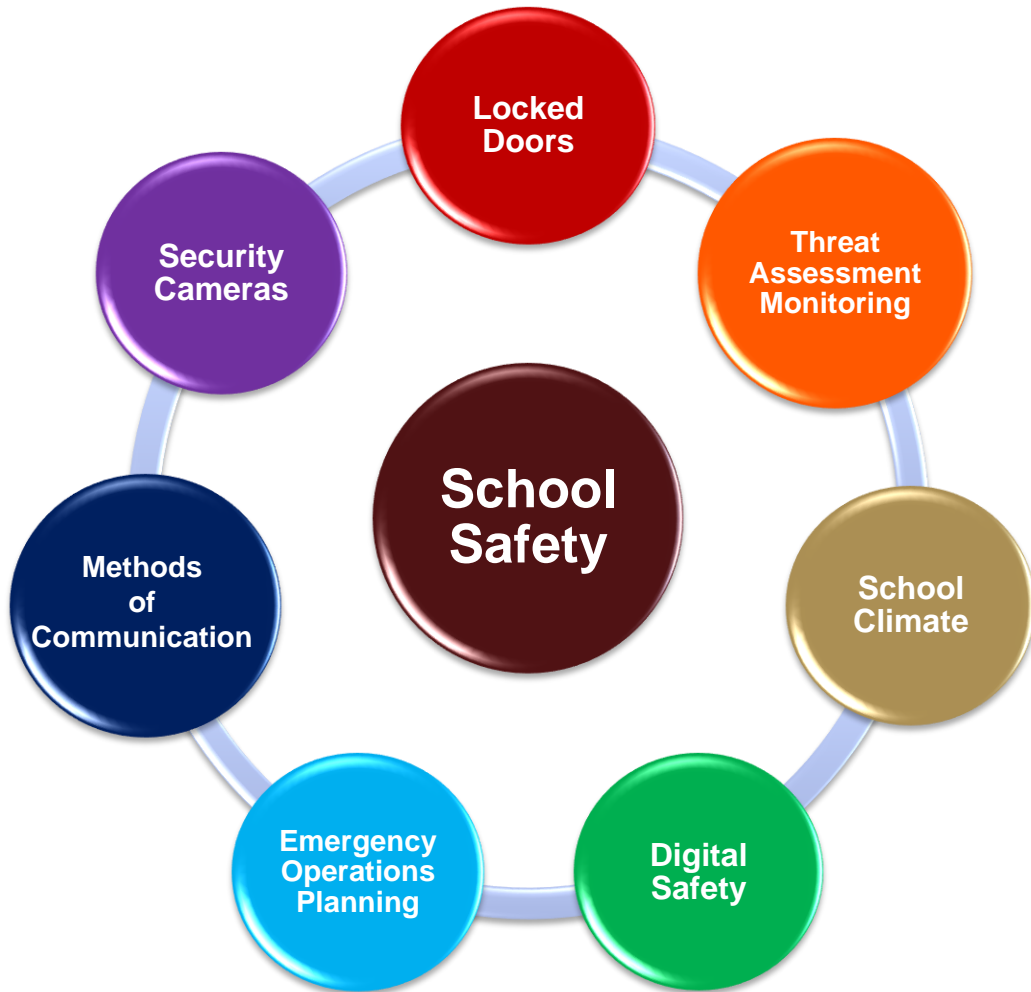 Locked
Doors
Threat
Assessment
Monitoring
School
Climate
Digital
Safety
Emergency
Operations
Planning
Methods
of
Communication
Security
Cameras
School
Safety